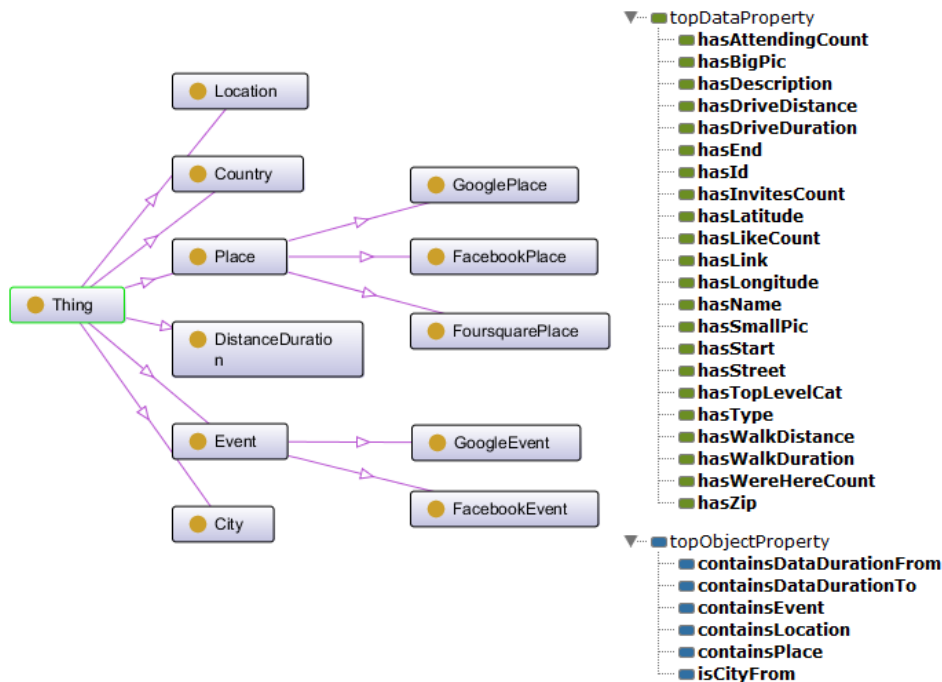 Location
Country
Place
Thing
DistanceDuratio
n
Event
City
GooglePlace
FacebookPlace
FoursquarePlace
GoogleEvent
FacebookEvent
topDataProperty
hasAttendingCount
hasBigPic
hasDescription
hasDriveDistance
hasDriveDuration
hasEnd
hasId
hasInvitesCount
hasLatitude
hasLikeCount
hasLink
hasLongitude
hasName
hasSmallPic
hasStart
hasStreet
hasTopLevelCat
hasType
hasWalkDistance
hasWalkDuration
hasWereHereCount
hasZip
topObjectProperty
containsDataDurationFrom
containsDataDurationTo
containsEvent
containsLocation
containsPlace
isCityFrom